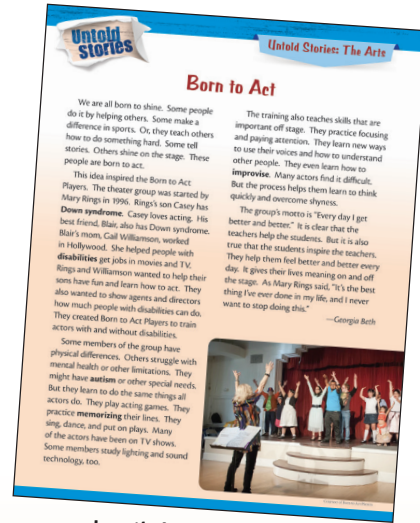 Untold
Stories
Untold Stories: The Arts
Born to Act
We are all born to shine. Some people
do it by helping others. Some make a
difference in sports. Or, they teach others
how to do something hard. Some tell
stories. Others shine on the stage. These
people are born to act.
This idea inspired the Born to Act
Players. The theater group was started by
Mary Rings in 1996. Rings's son Casey has
Down syndrome. Casey loves acting. His
best friend, Blair, also has Down syndrome.
Blair's mom, Gail Williamson, worked
in Hollywood. She helped people with
disabilities get jobs in movies and TV.
Rings and Williamson wanted to help their
sons have fun and learn how to act. They
also wanted to show agents and directors
how much people with disabilities can do.
They created Born to Act Players to train
actors with and without disabilities.
Some members of the group have
physical differences. Others struggle with
mental health or other limitations. They
might have autism or other special needs.
But they learn to do the same things all
actors do. They play acting games. They
practice memorizing their lines. They
sing, dance, and put on plays. Many
of the actors have been on TV shows.
Some members study lighting and sound
technology, too.
The training also teaches skills that are
important off stage. They practice focusing
and paying attention. They learn new ways
to use their voices and how to understand
other people. They even learn how to
improvise. Many actors find it difficult.
But the process helps them learn to think
quickly and overcome shyness.
The group's motto is "Every day I get
better and better." It is clear that the
teachers help the students. But it is also
true that the students inspire the teachers.
They help them feel better and better every
day. It gives their lives meaning on and off
the stage. As Mary Rings said, "It's the best
thing I've ever done in my life, and I never
want to stop doing this."
—Georgia Beth